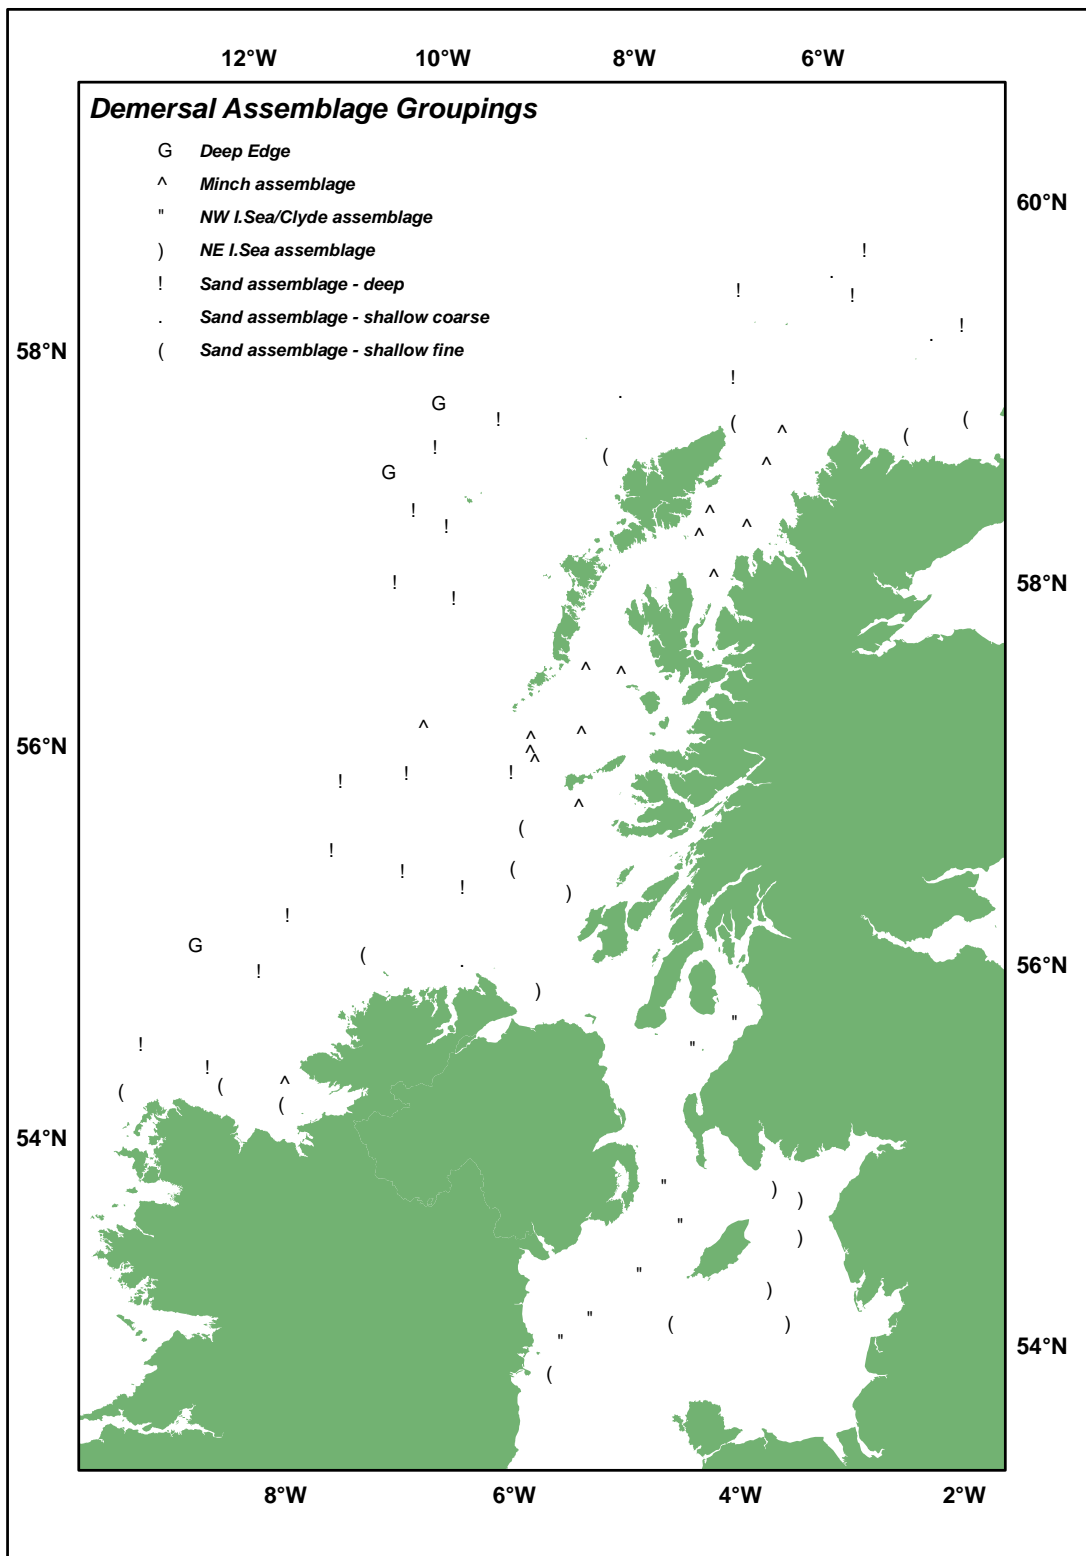 12°W 10°W 8°W 6°W
Demersal Assemblage Groupings
G Deep Edge
^ Minch assemblage
" NW I.Sea/Clyde assemblage
) NE I.Sea assemblage
! Sand assemblage - deep
. Sand assemblage - shallow coarse
( Sand assemblage - shallow fine
60°N
!
.
! !
!
58°N
.
!
.
G
!
( ^ ( (
!
( ^
G
! ^
! ^ ^
^
! 58°N
!
^ ^
^ ^
56°N
^
^
! ! !
^
( !
( !
! )
!
G (
. 56°N
!
)
"
! "
!
( ( ^
(
54°N
" )
)
"
)
"
)
" ( )
" 54°N
(
8°W 6°W 4°W 2°W